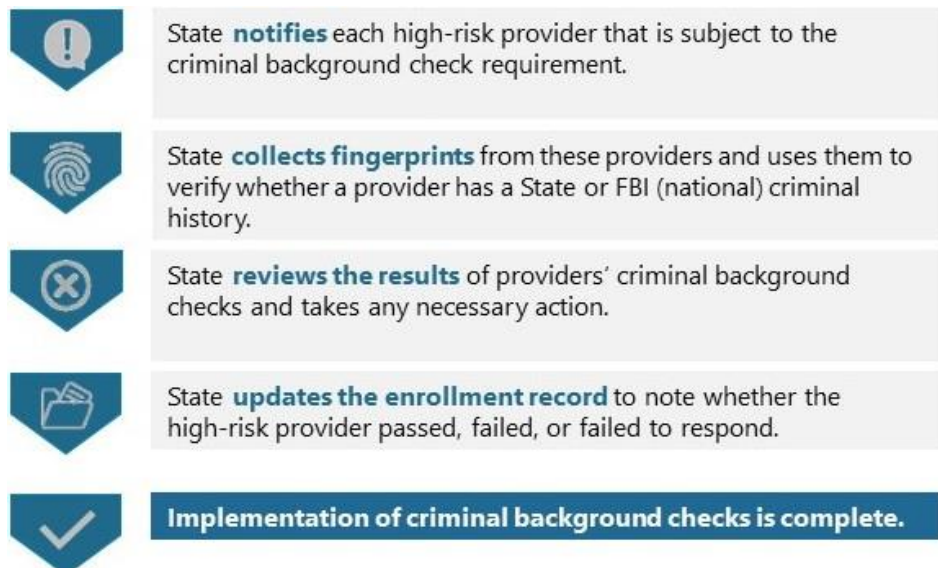 State notifies each high-risk provider that is subject to the
criminal background check requirement.
State collects fingerprints from these providers and uses them to
verify whether a provider has a State or FBI (national) criminal
history.
State reviews the results of providers’ criminal background
checks and takes any necessary action.
State updates the enrollment record to note whether the
high-risk provider passed, failed, or failed to respond.
Implementation of criminal background checks is complete.